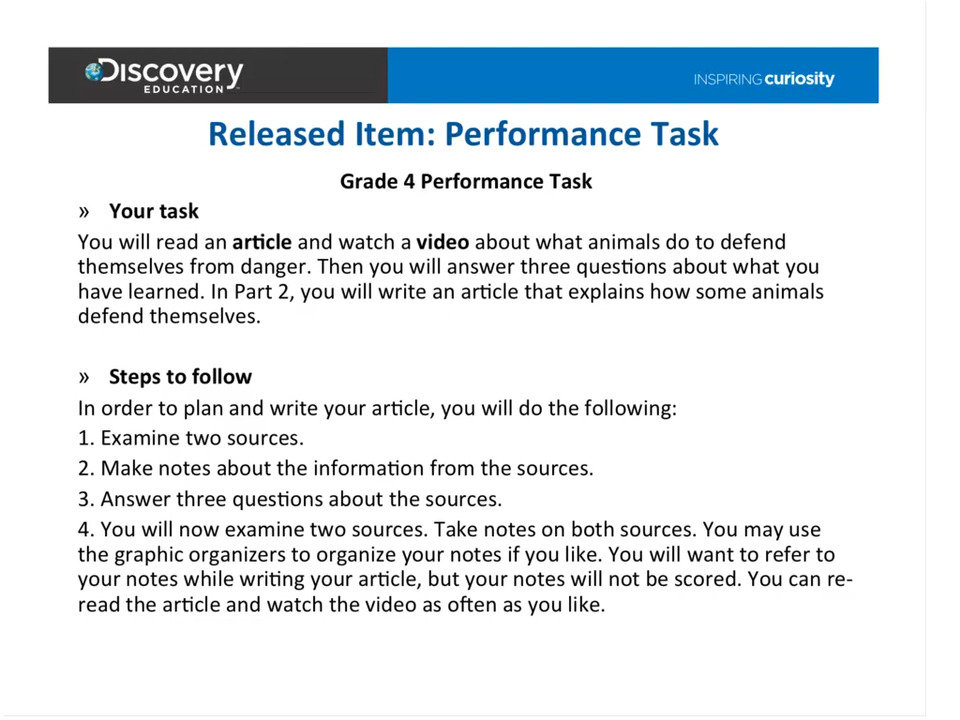 Discovery
EDUCATION™
INSPIRING curiosity
Released Item: Performance Task
Grade 4 Performance Task
» Your task
You will read an article and watch a video about what animals do to defend
themselves from danger. Then you will answer three questions about what you
have learned. In Part 2, you will write an article that explains how some animals
defend themselves.
» Steps to follow
In order to plan and write your article, you will do the following:
1. Examine two sources.
2. Make notes about the information from the sources.
3. Answer three questions about the sources.
4. You will now examine two sources. Take notes on both sources. You may use
the graphic organizers to organize your notes if you like. You will want to refer to
your notes while writing your article, but your notes will not be scored. You can re-
read the article and watch the video as often as you like.